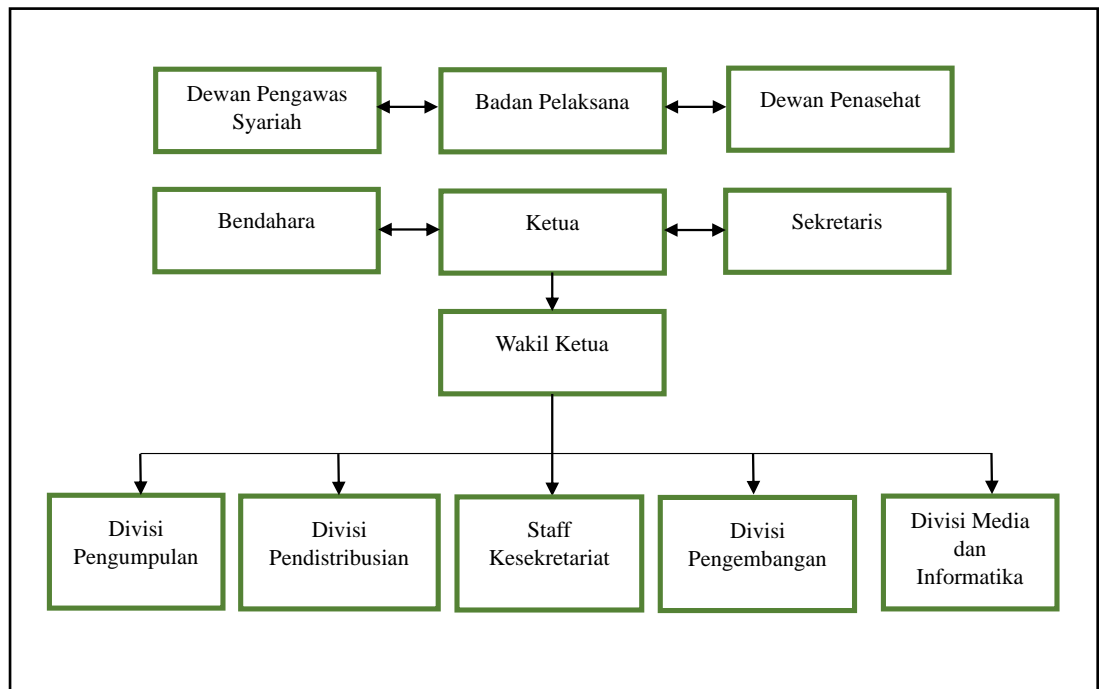 Dewan Pengawas
Syariah
Badan Pelaksana
Dewan Penasehat
Bendahara
Ketua
Sekretaris
Wakil Ketua
Divisi
Pengumpulan
Divisi
Pendistribusian
Staff
Kesekretariat
Divisi
Pengembangan
Divisi Media
dan
Informatika